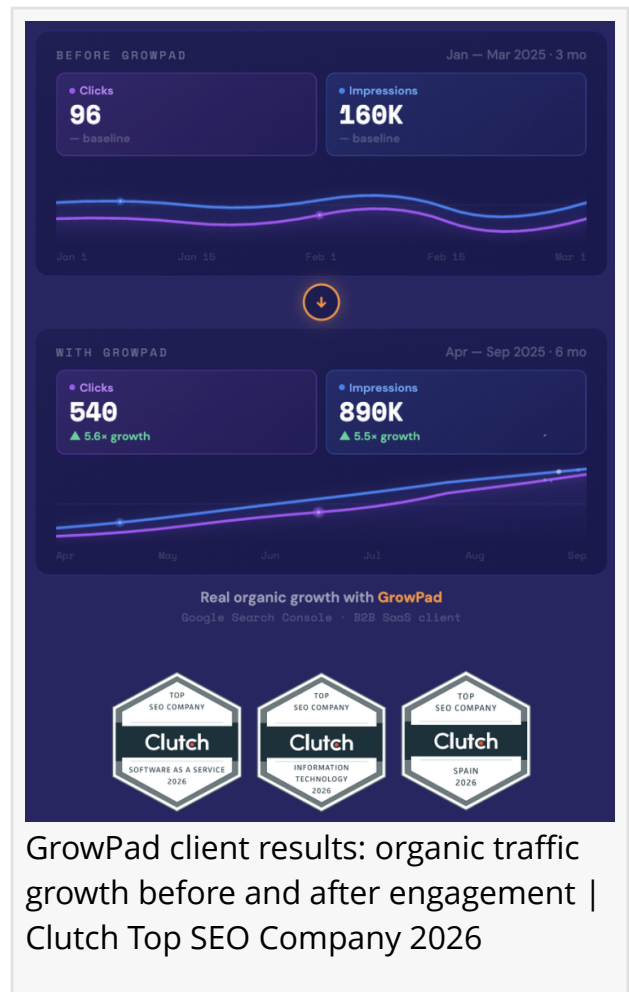 BEFORE GROWPAD
Jan — Mar 2025 · 3 mo
Clicks
96
— baseline
Impressions
160K
— baseline
Jan 1 Jan 15 Feb 1 Feb 15 Mar 1
WITH GROWPAD
Apr — Sep 2025 · 6 mo
Clicks
540
▲ 5.6× growth
Impressions
890K
▲ 5.5× growth
Apr May Jun Jul Aug Sep
Real organic growth with GrowPad
Google Search Console · B2B SaaS client
TOP
SEO COMPANY
Clutch
SOFTWARE AS A SERVICE
2026
TOP
SEO COMPANY
Clutch
INFORMATION
TECHNOLOGY
2026
TOP
SEO COMPANY
Clutch
SPAIN
2026
GrowPad client results: organic traffic
growth before and after engagement |
Clutch Top SEO Company 2026